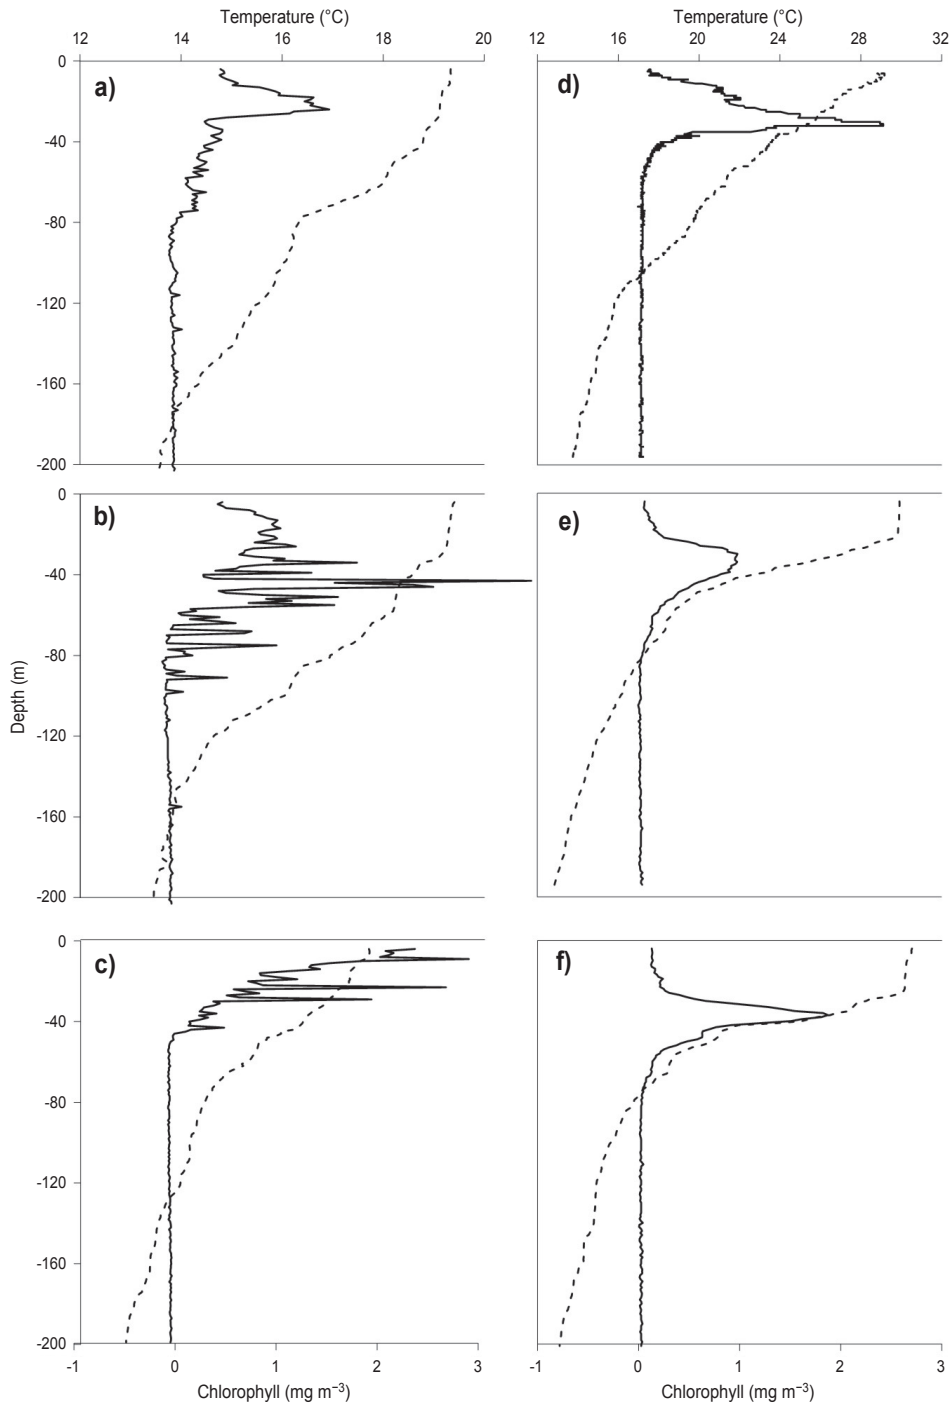 Temperature (°C) Temperature (°C)
12 14 16 18 20 12 16 20 24 28 32
0
a) d)
-40
-80
-120
-160
-200
0
b) e)
-40
-80
-120
-160
-200
Depth (m)
0
c) f)
-40
-80
-120
-160
-200
-1 0 1 2 3 -1 0 1 2 3
Chlorophyll (mg m⁻³) Chlorophyll (mg m⁻³)